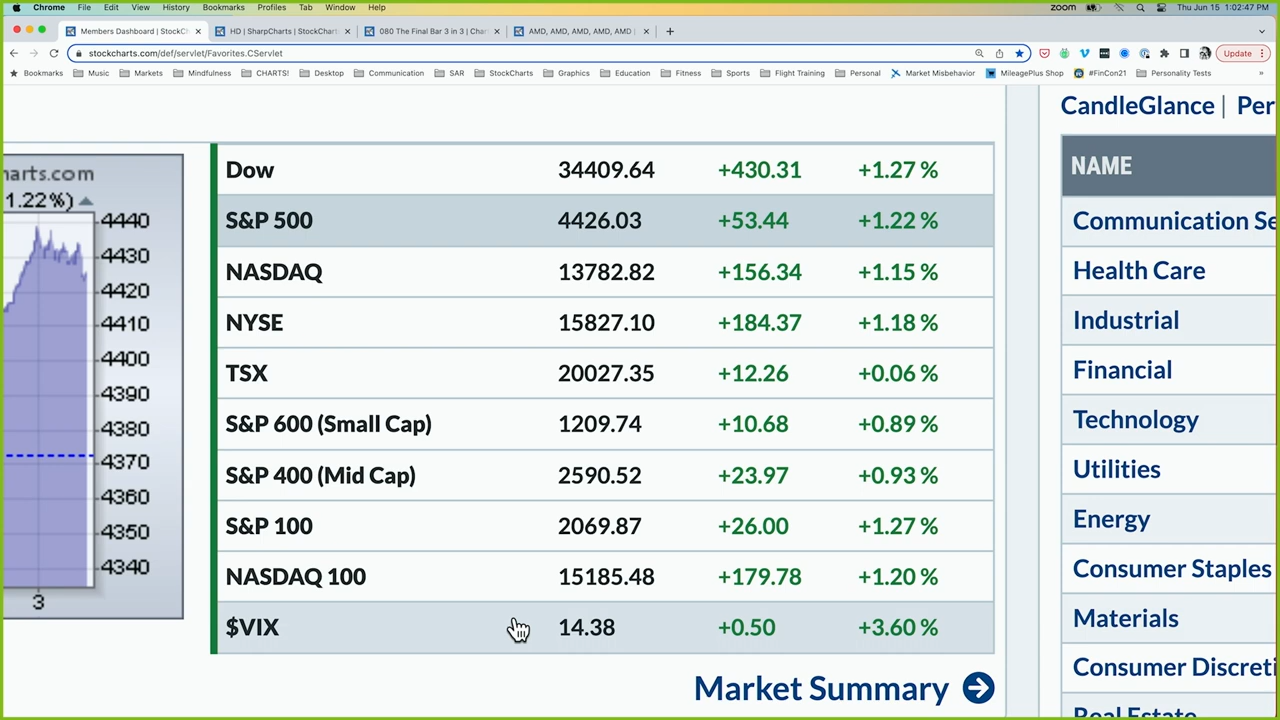 Chrome File Edit View History Bookmarks Profiles Tab Window Help zoom Thu Jun 15 1:02:47 PM
Members Dashboard | StockC HD | SharpCharts | StockChart 080 The Final Bar 3 in 3 | Chan AMD, AMD, AMD, AMD, AMD |
stockcharts.com/def/servlet/Favorites.CServlet Update
Bookmarks Music Markets Mindfulness CHARTS! Desktop Communication SAR StockCharts Graphics Education Fitness Sports Flight Training Personal Market Misbehavior MileagePlus Shop #FinCon21 Personality Tests »
CandleGlance | Per
harts.com
1.22%)
4440
4430
4420
4410
4400
4390
4380
4370
4360
4350
4340
3
Dow 34409.64 +430.31 +1.27 %
S&P 500 4426.03 +53.44 +1.22 %
NASDAQ 13782.82 +156.34 +1.15 %
NYSE 15827.10 +184.37 +1.18 %
TSX 20027.35 +12.26 +0.06 %
S&P 600 (Small Cap) 1209.74 +10.68 +0.89 %
S&P 400 (Mid Cap) 2590.52 +23.97 +0.93 %
S&P 100 2069.87 +26.00 +1.27 %
NASDAQ 100 15185.48 +179.78 +1.20 %
$VIX 14.38 +0.50 +3.60 %
Market Summary
NAME
Communication Se
Health Care
Industrial
Financial
Technology
Utilities
Energy
Consumer Staples
Materials
Consumer Discreti
Real Estate